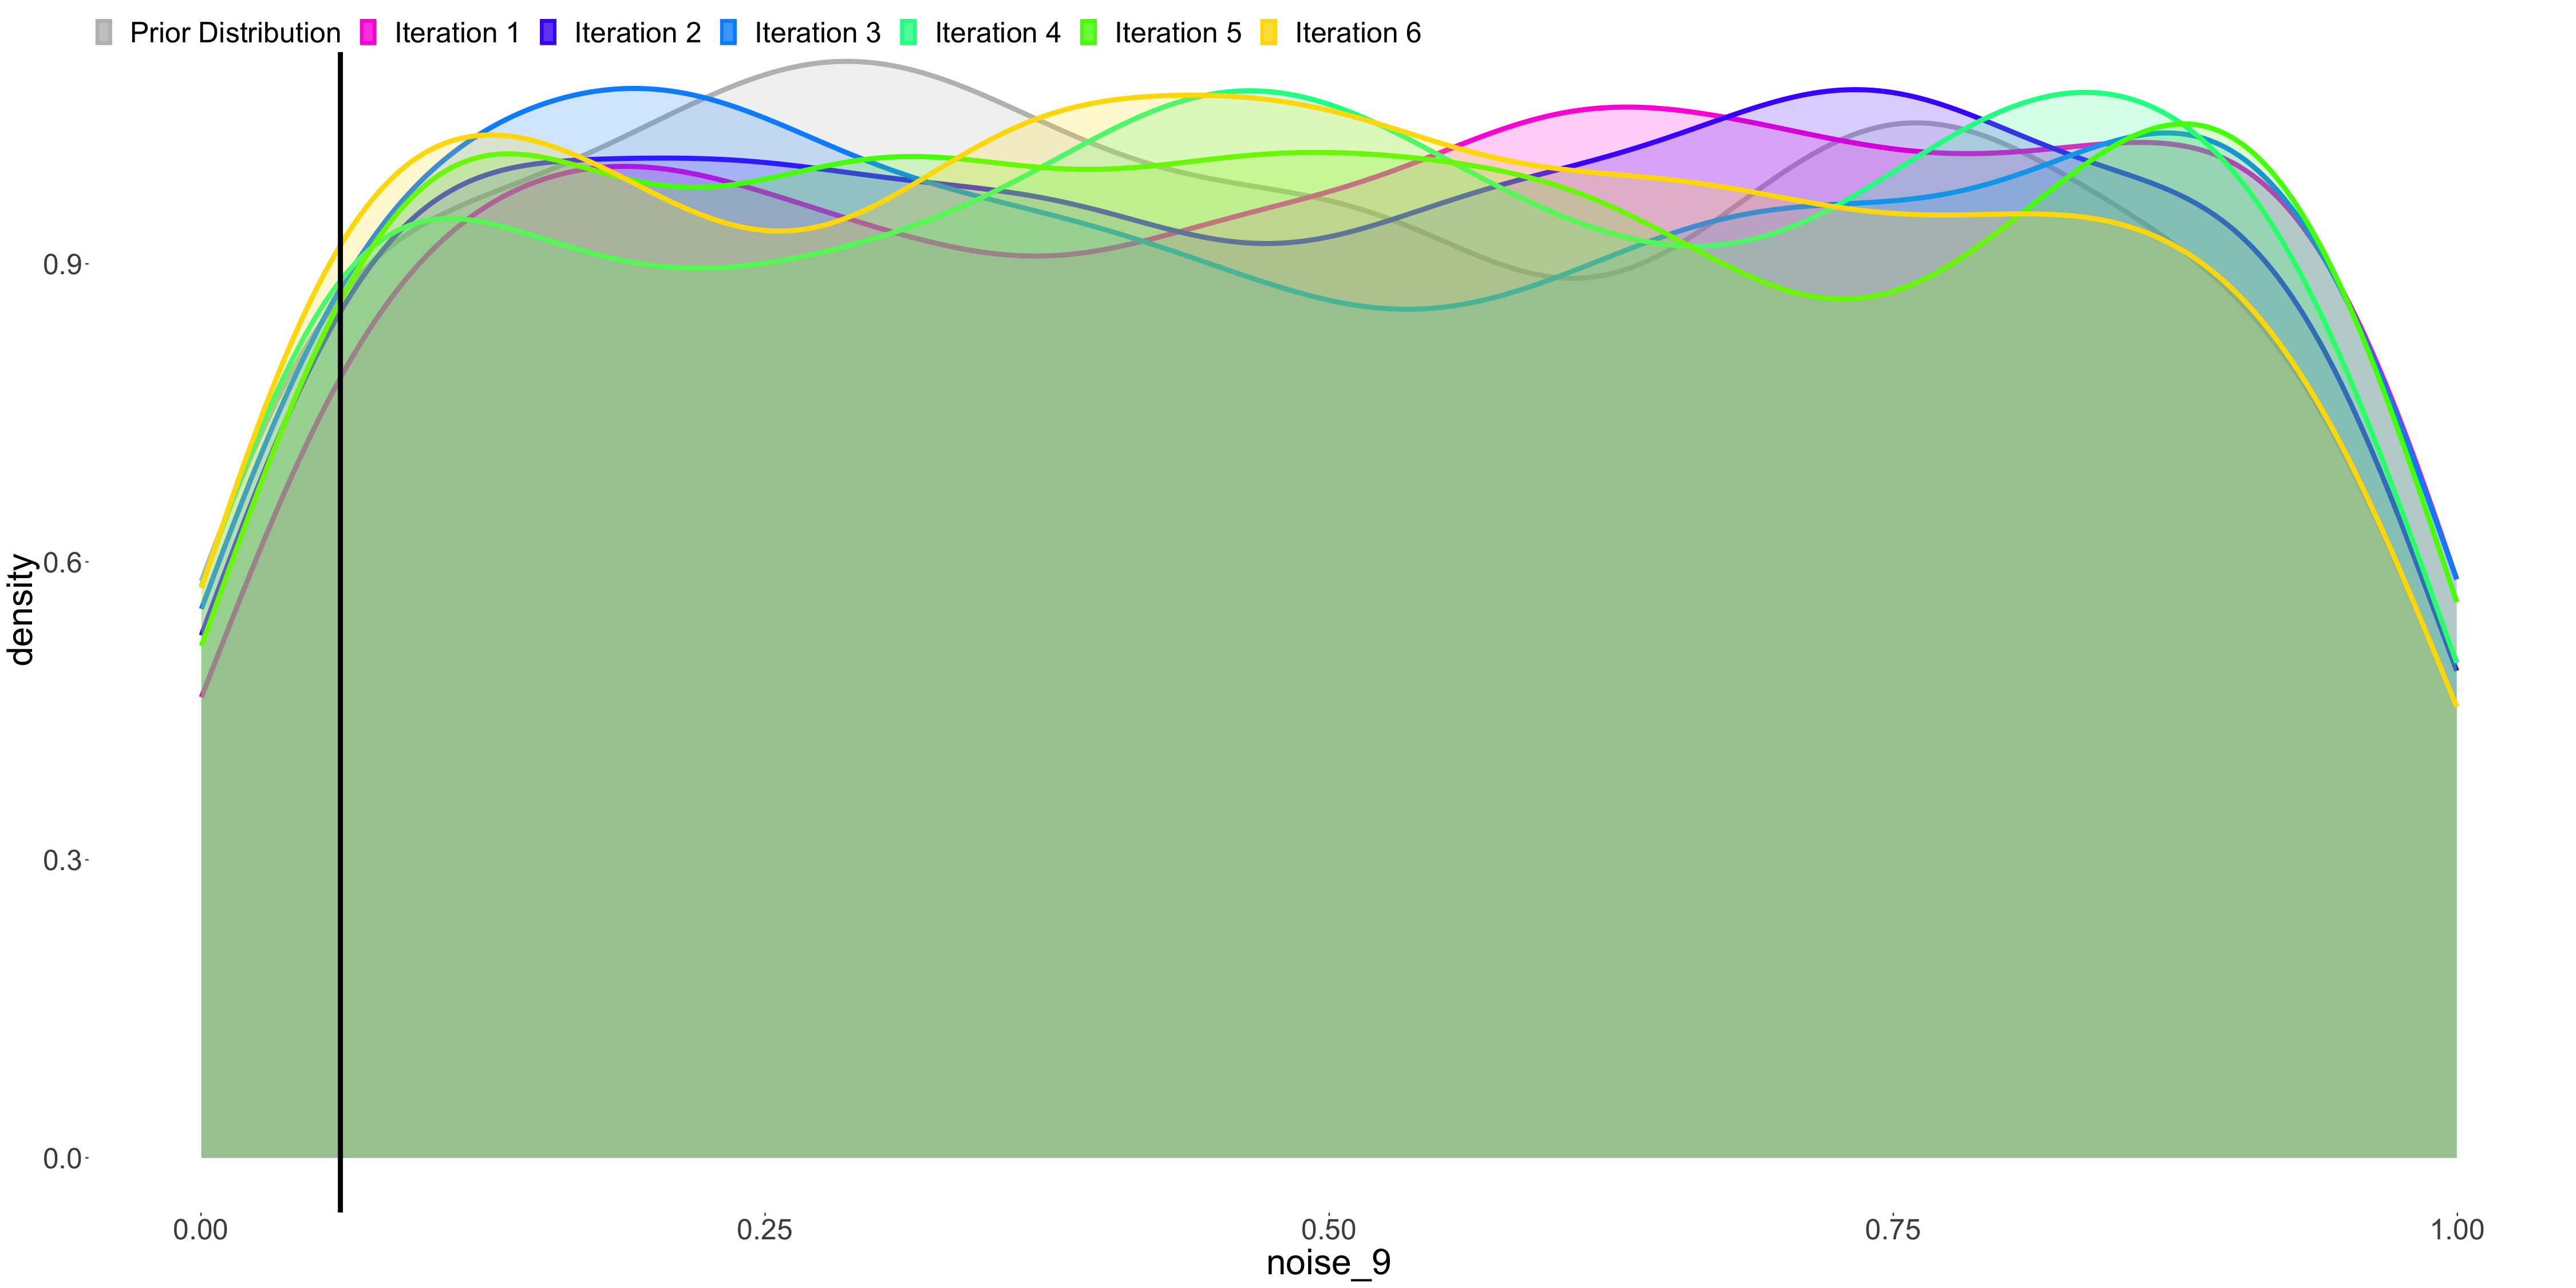 Prior Distribution Iteration 1 Iteration 2 Iteration 3 Iteration 4 Iteration 5 Iteration 6
density
0.9
0.6
0.3
0.0
0.00 0.25 0.50 0.75 1.00
noise_9